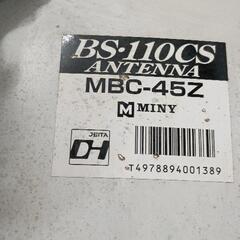 BS·110CS
ANTENNA
MBC-45Z
M MINY
JEITA
DH
T4978894001389